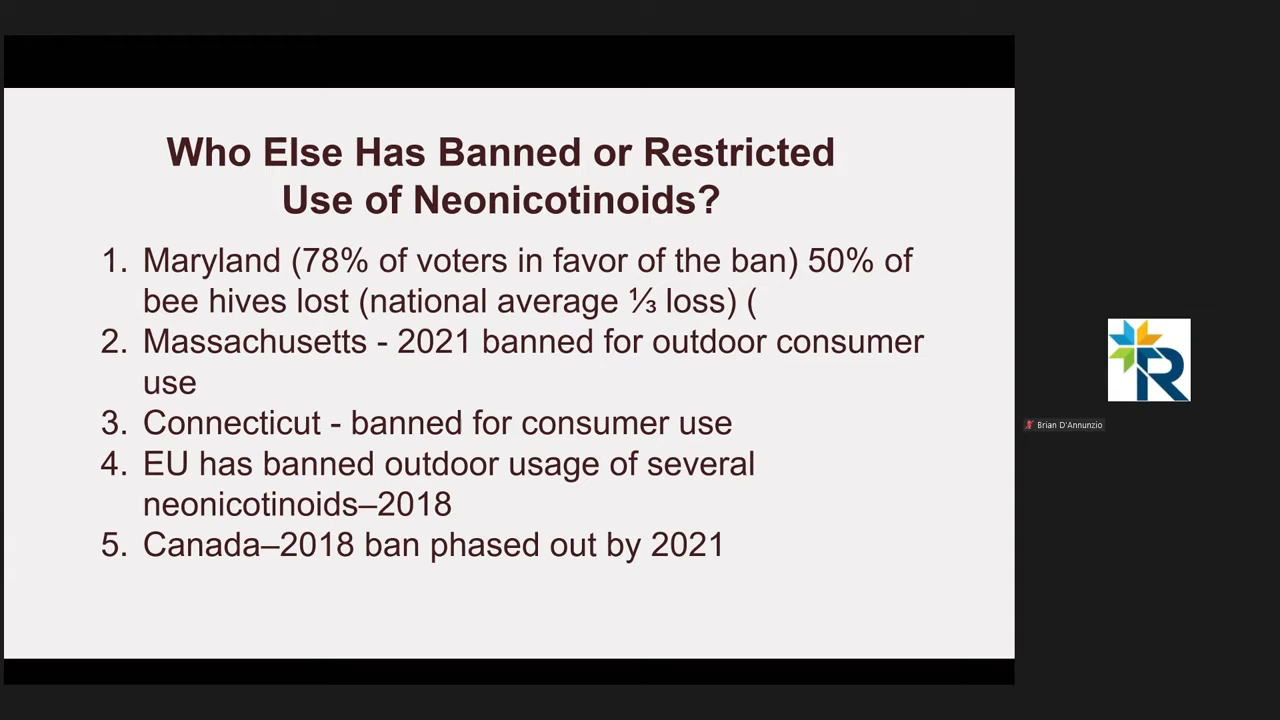 Who Else Has Banned or Restricted
Use of Neonicotinoids?
1. Maryland (78% of voters in favor of the ban) 50% of
bee hives lost (national average ⅓ loss) (
2. Massachusetts - 2021 banned for outdoor consumer
use
3. Connecticut - banned for consumer use
4. EU has banned outdoor usage of several
neonicotinoids–2018
5. Canada–2018 ban phased out by 2021
R
Brian D'Annunzio